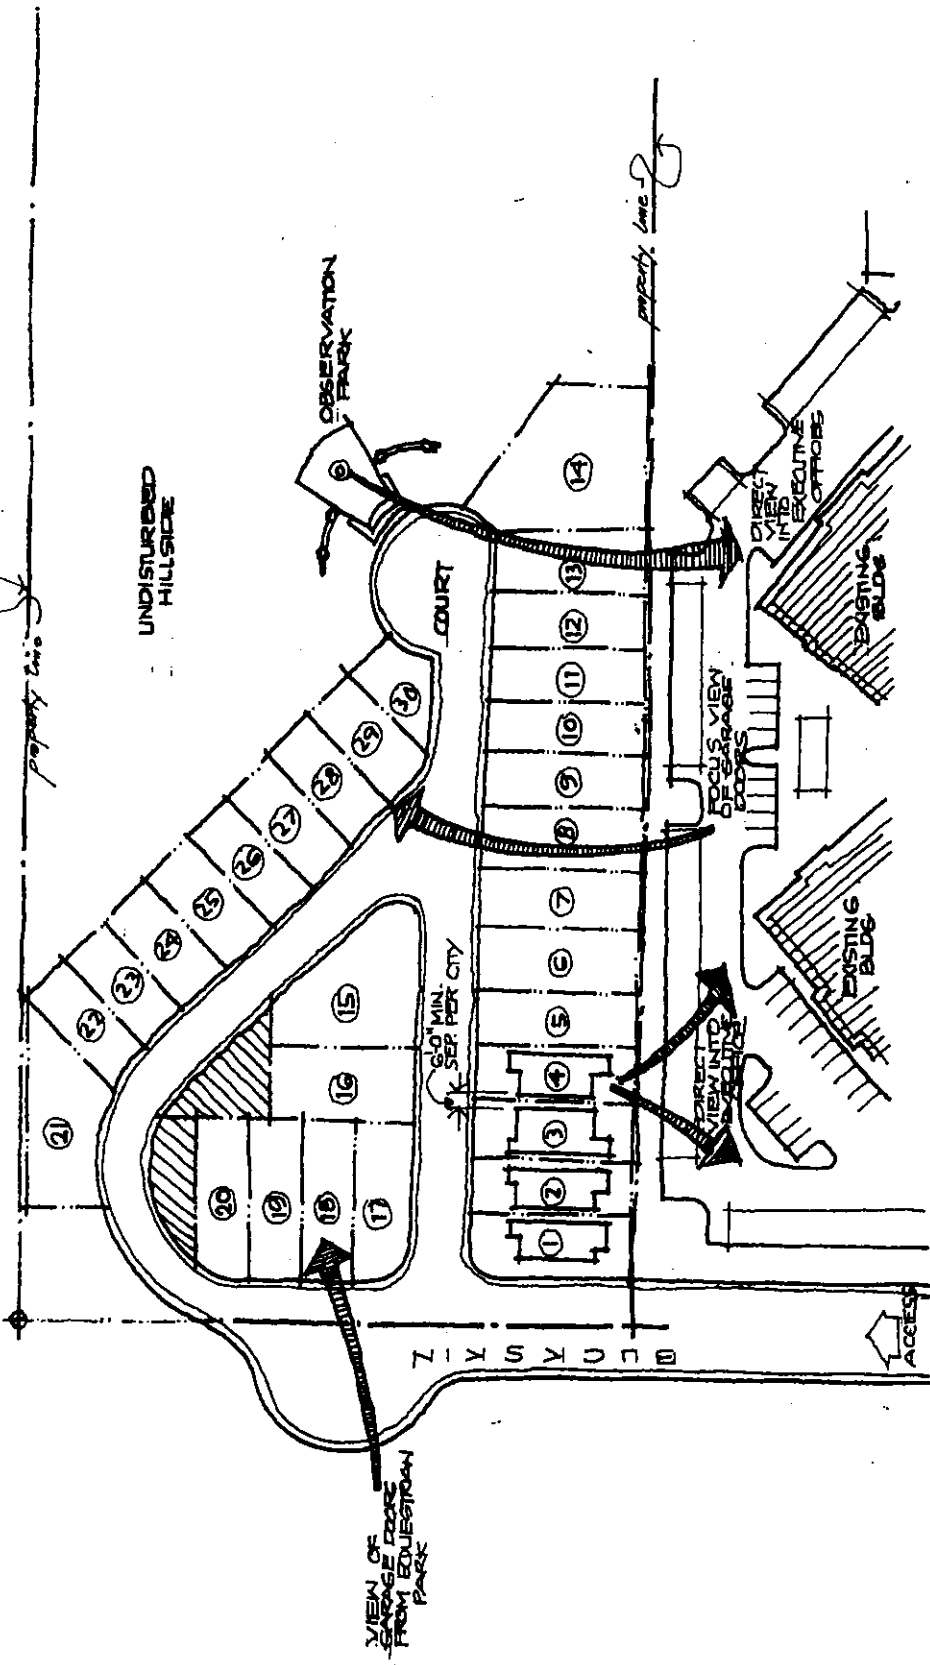 property line
UNDISTURBED
HILLSIDE
OBSERVATION
PARK
property line
COURT
14
13
12
11
10
9
8
7
6
5
4
3
2
1
30
29
28
27
26
25
24
23
22
21
15
16
17
18
19
20
6'-0" MIN.
SEP. PER CITY
DIRECT
VIEW
INTO
EXECUTIVE
OFFICES
EXISTING
BLDG
FOCUS VIEW
OF GARAGE
DOORS
EXISTING
BLDG
DIRECT
VIEW INTO
EXECUTIVE
VIEW OF
GARAGE DOORS
FROM EQUESTRIAN
PARK
ACCESS